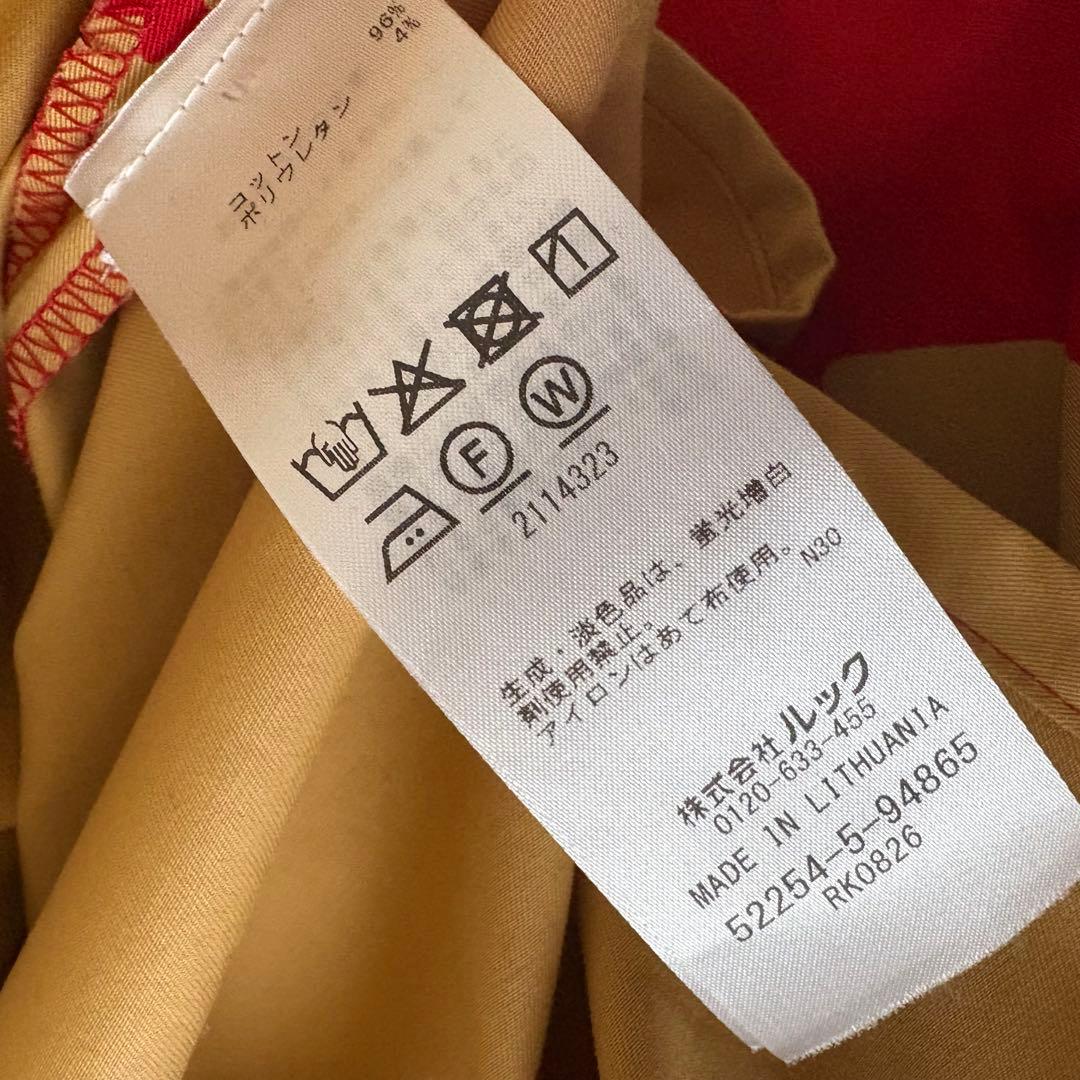 コットン 96%
ポリウレタン 4%
F W
2114323
生成・淡色品は、蛍光増白
剤使用禁止。
アイロンはあて布使用。 N30
株式会社ルック
0120-633-455
MADE IN LITHUANIA
52254-5-94865
RK0826